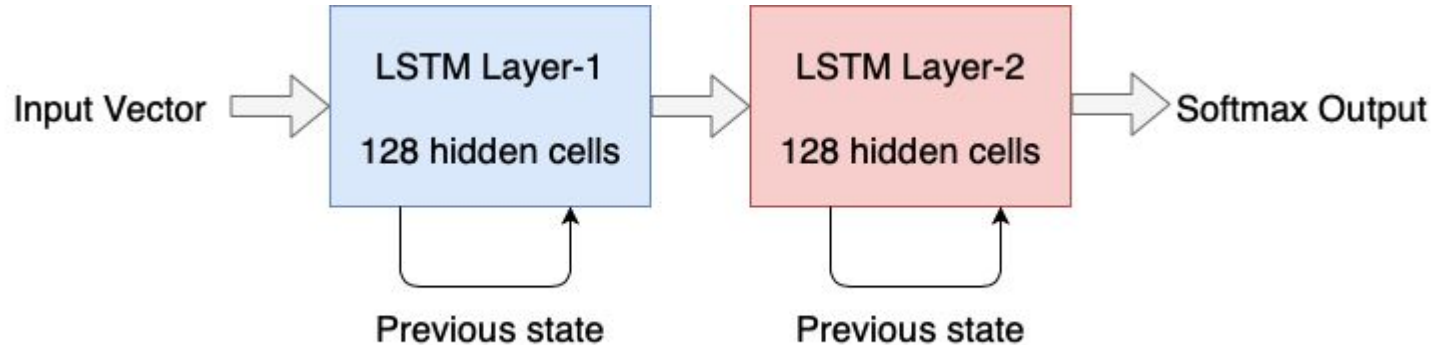 Input Vector
LSTM Layer-1
128 hidden cells
Previous state
LSTM Layer-2
128 hidden cells
Previous state
Softmax Output